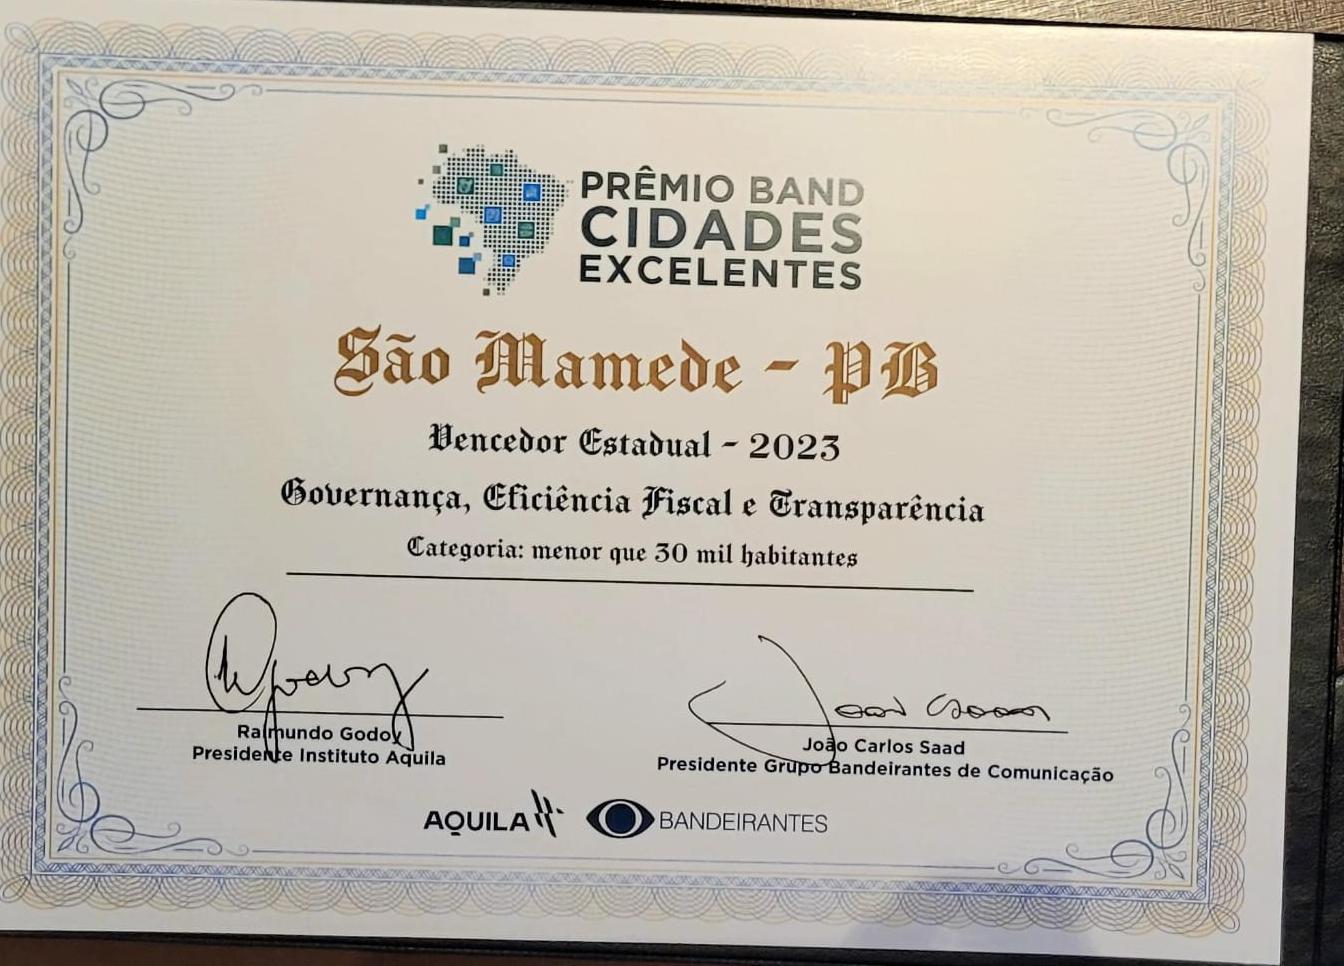 PRÊMIO BAND
CIDADES
EXCELENTES
São Mamede - PB
Vencedor Estadual - 2023
Governança, Eficiência Fiscal e Transparência
Categoria: menor que 30 mil habitantes
Raimundo Godoy
Presidente Instituto Aquila
João Carlos Saad
Presidente Grupo Bandeirantes de Comunicação
AQUILA BANDEIRANTES